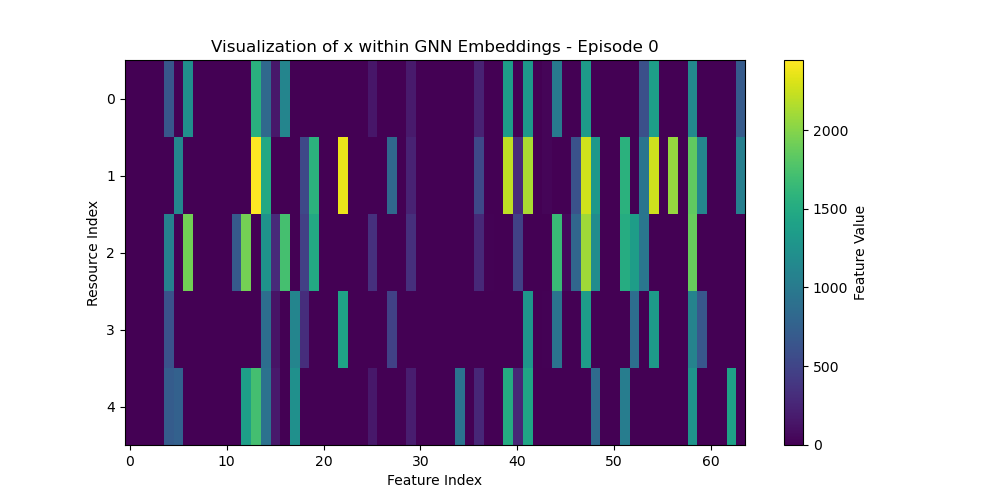 Visualization of x within GNN Embeddings - Episode 0
Resource Index
0
1
2
3
4
0 10 20 30 40 50 60
Feature Index
2000
1500
1000
500
0
Feature Value